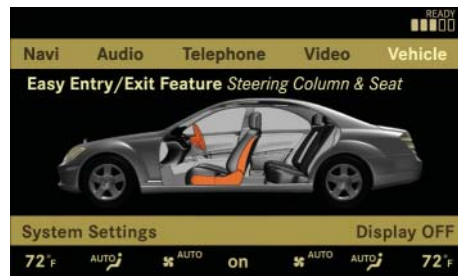 READY
Navi Audio Telephone Video Vehicle
Easy Entry/Exit Feature Steering Column & Seat
System Settings Display OFF
72°F AUTO AUTO on AUTO AUTO 72°F